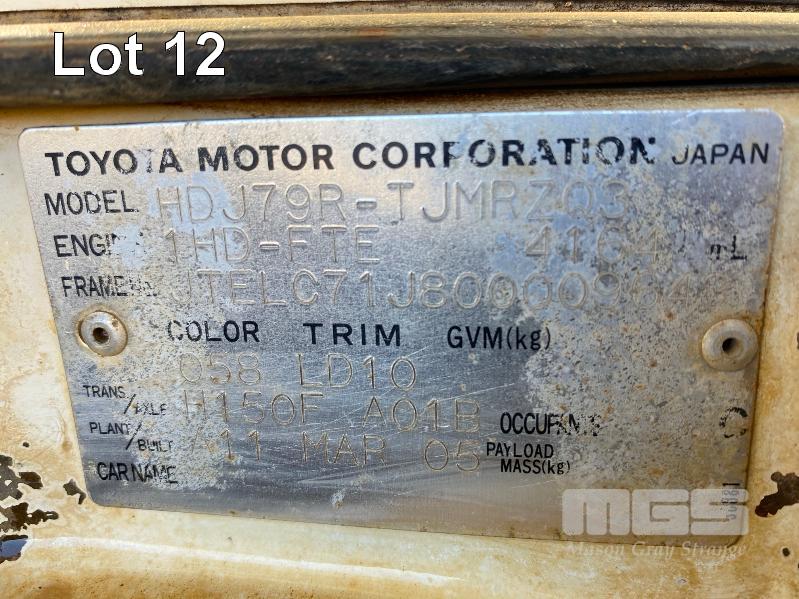 Lot 12
TOYOTA MOTOR CORPORATION JAPAN
MODEL HDJ79R-TJMRZQ3
ENGINE 1HD-FTE 4164 mL
FRAME
COLOR TRIM GVM(kg)
058 LD10
TRANS/AXLE H150F A01B OCCUPANTS
PLANT/BUILT A11 MAR 05 PAYLOAD MASS(kg)
CAR NAME
MGS
Mason Gray Strange